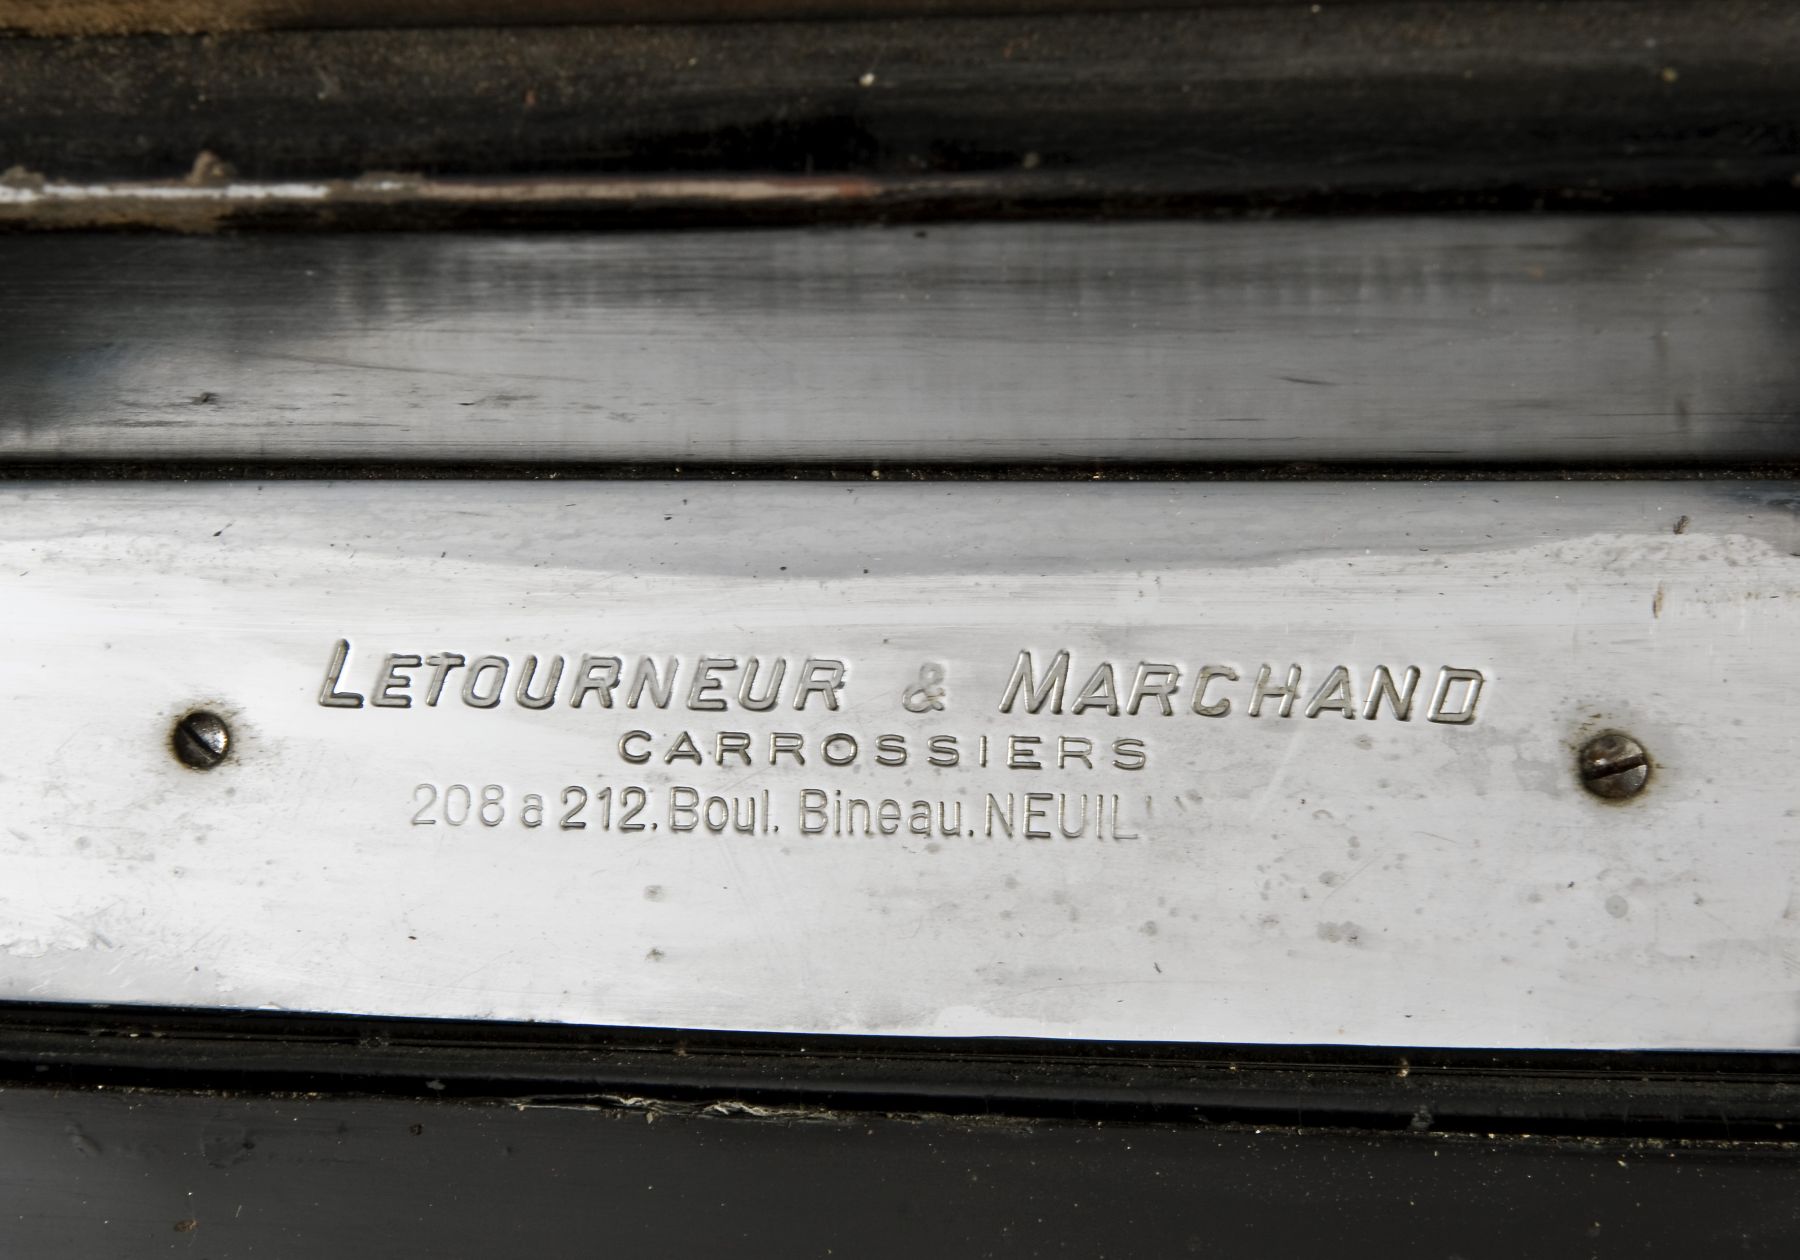 LETOURNEUR & MARCHAND
CARROSSIERS
208 a 212. Boul. Bineau. NEUIL